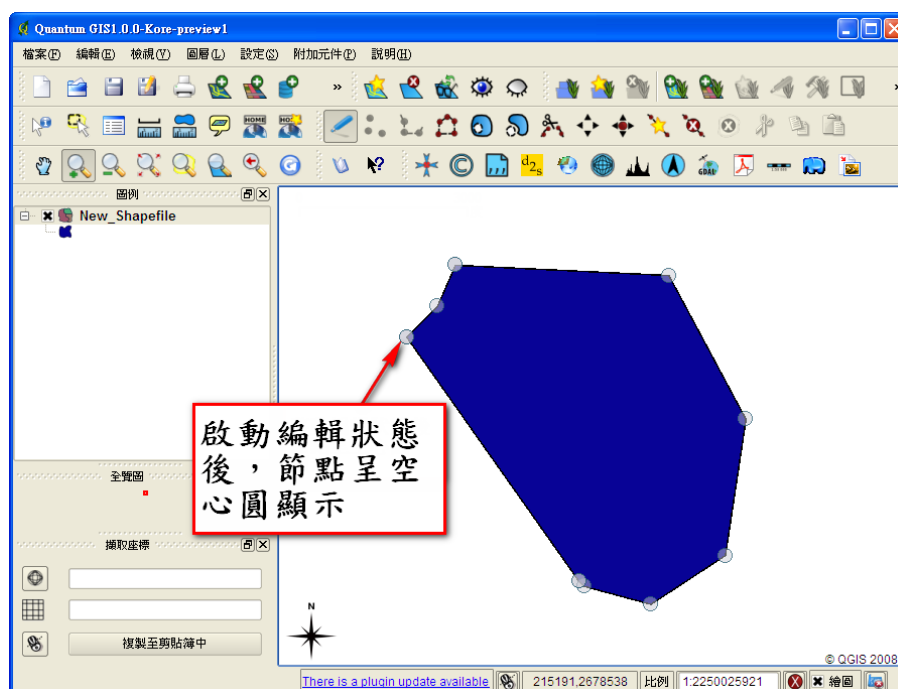 Quantum GIS1.0.0-Kore-preview1
檔案(F) 編輯(E) 檢視(V) 圖層(L) 設定(S) 附加元件(P) 說明(H)
HOME
d2s
GDAL
圖例
New_Shapefile
啟動編輯狀態
後，節點呈空
心圓顯示
全覽圖
擷取座標
複製至剪貼簿中
N
© QGIS 2008
There is a plugin update available 215191,2678538 比例 1:2250025921 繪圖